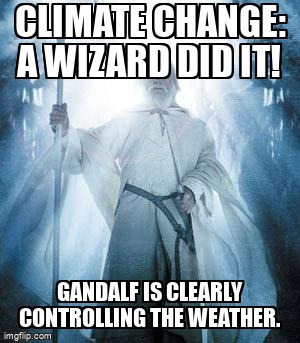 CLIMATE CHANGE:
A WIZARD DID IT!
GANDALF IS CLEARLY
CONTROLLING THE WEATHER.
imgflip.com